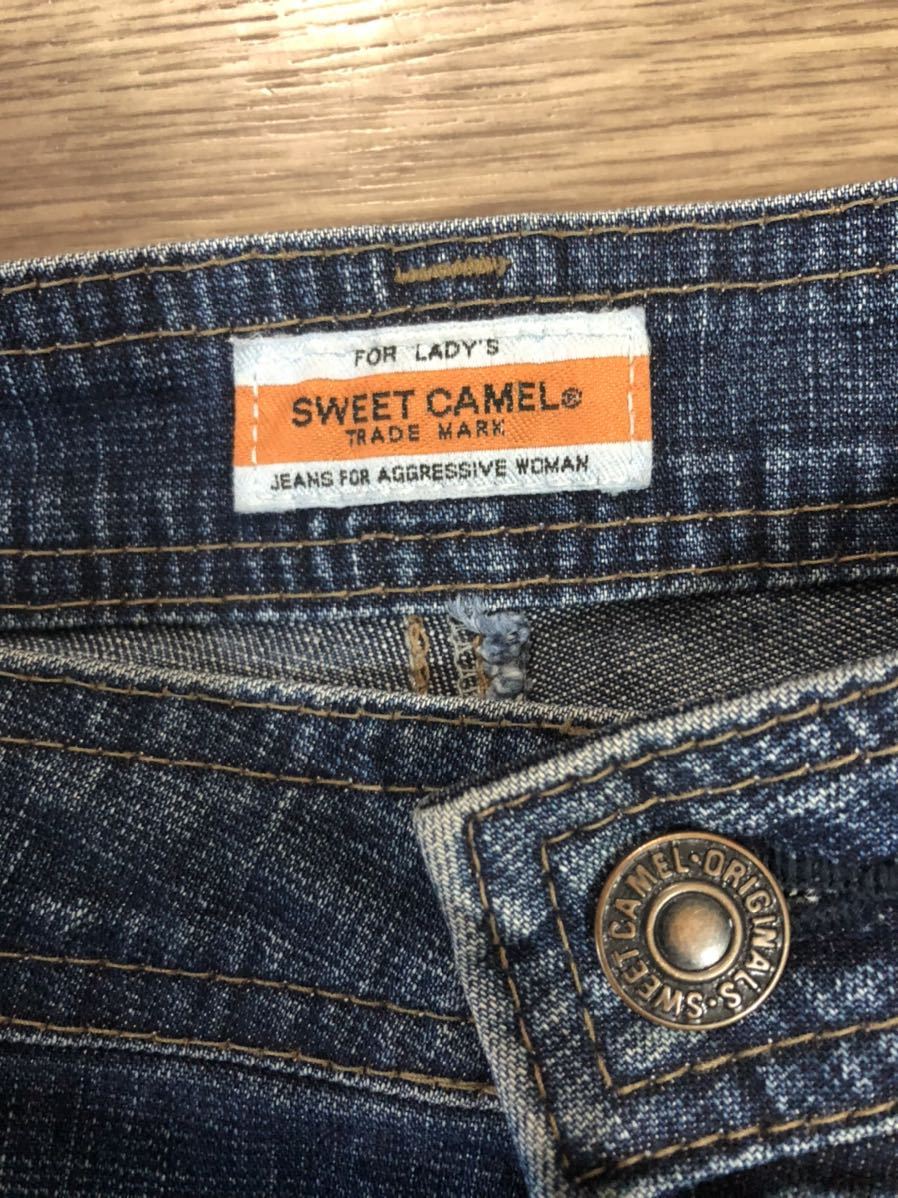 FOR LADY'S
SWEET CAMEL®
TRADE MARK
JEANS FOR AGGRESSIVE WOMAN
SWEET CAMEL·ORIGINALS·